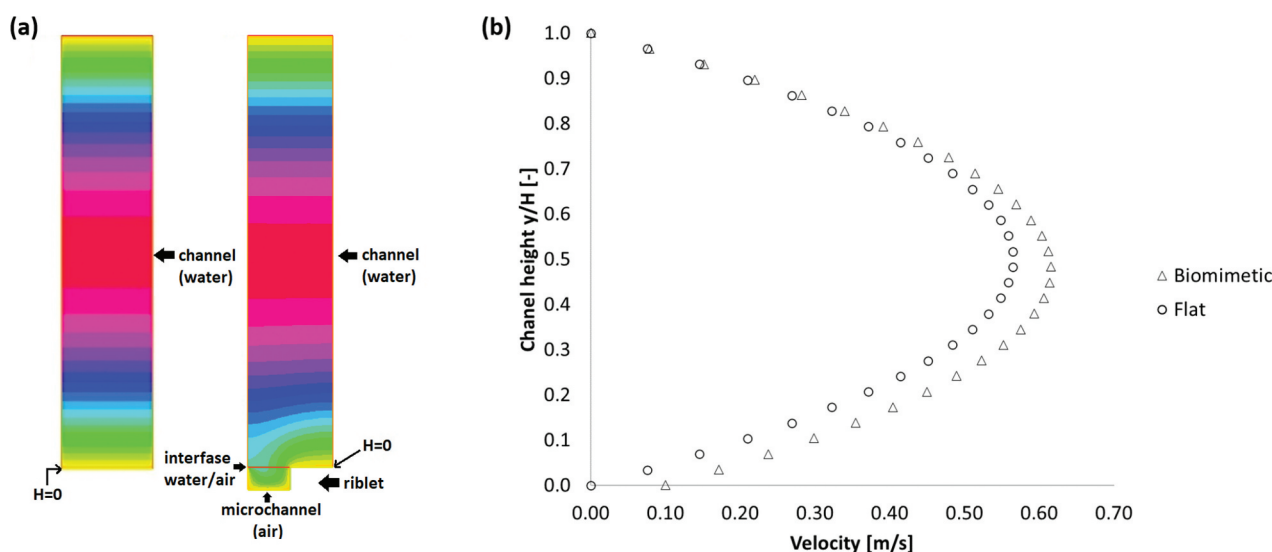 (a)
channel
(water)
channel
(water)
interfase
water/air
H=0
H=0
riblet
microchannel
(air)
(b)
Chanel height y/H [-]
1.0
0.9
0.8
0.7
0.6
0.5
0.4
0.3
0.2
0.1
0.0
0.00 0.10 0.20 0.30 0.40 0.50 0.60 0.70
Velocity [m/s]
Biomimetic
Flat